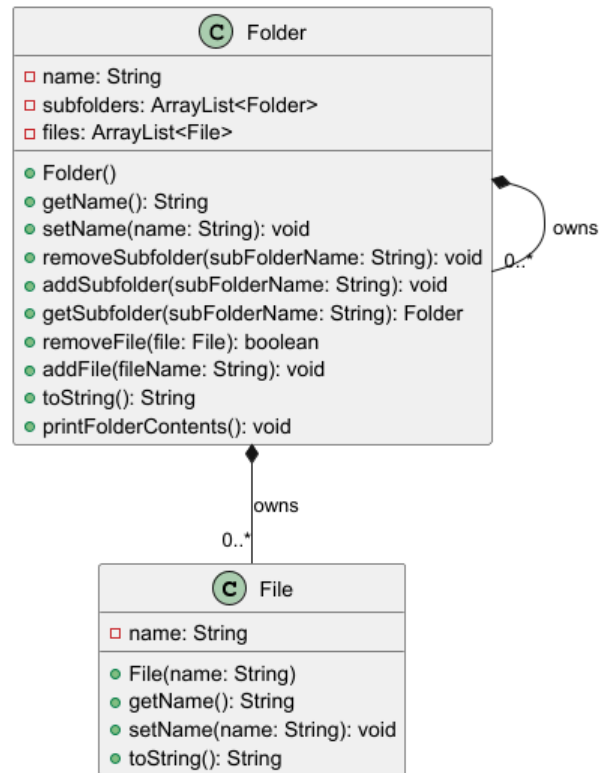 C Folder
name: String
subfolders: ArrayList<Folder>
files: ArrayList<File>
Folder()
getName(): String
setName(name: String): void
removeSubfolder(subFolderName: String): void
addSubfolder(subFolderName: String): void
getSubfolder(subFolderName: String): Folder
removeFile(file: File): boolean
addFile(fileName: String): void
toString(): String
printFolderContents(): void
owns
0..*
owns
0..*
C File
name: String
File(name: String)
getName(): String
setName(name: String): void
toString(): String